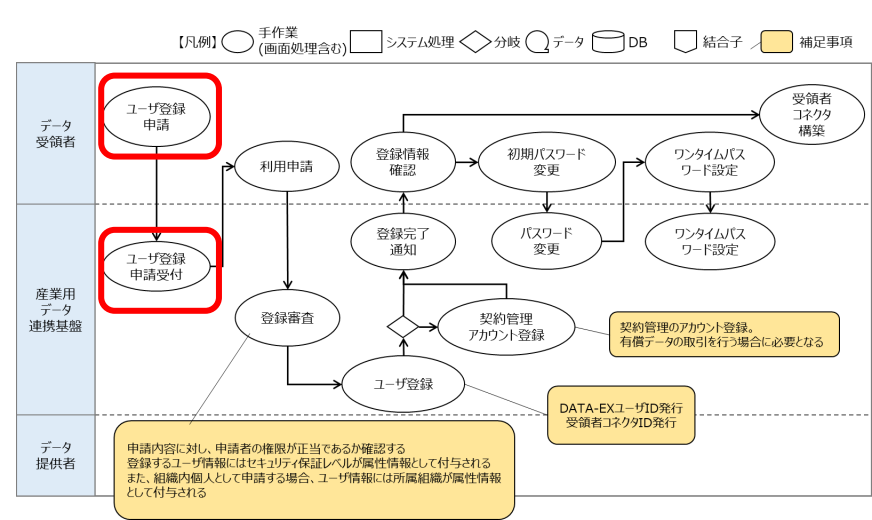 【凡例】
手作業
(画面処理含む)
システム処理
分岐
データ
DB
結合子
補足事項
データ
受領者
ユーザ登録
申請
利用申請
登録情報
確認
初期パスワード
変更
ワンタイムパス
ワード設定
受領者
コネクタ
構築
産業用
データ
連携基盤
ユーザ登録
申請受付
登録完了
通知
パスワード
変更
ワンタイムパス
ワード設定
登録審査
契約管理
アカウント登録
契約管理のアカウント登録。
有償データの取引を行う場合に必要となる
ユーザ登録
DATA-EXユーザID発行
受領者コネクタID発行
データ
提供者
申請内容に対し、申請者の権限が正当であるか確認する
登録するユーザ情報にはセキュリティ保証レベルが属性情報として付与される
また、組織内個人として申請する場合、ユーザ情報には所属組織が属性情報
として付与される